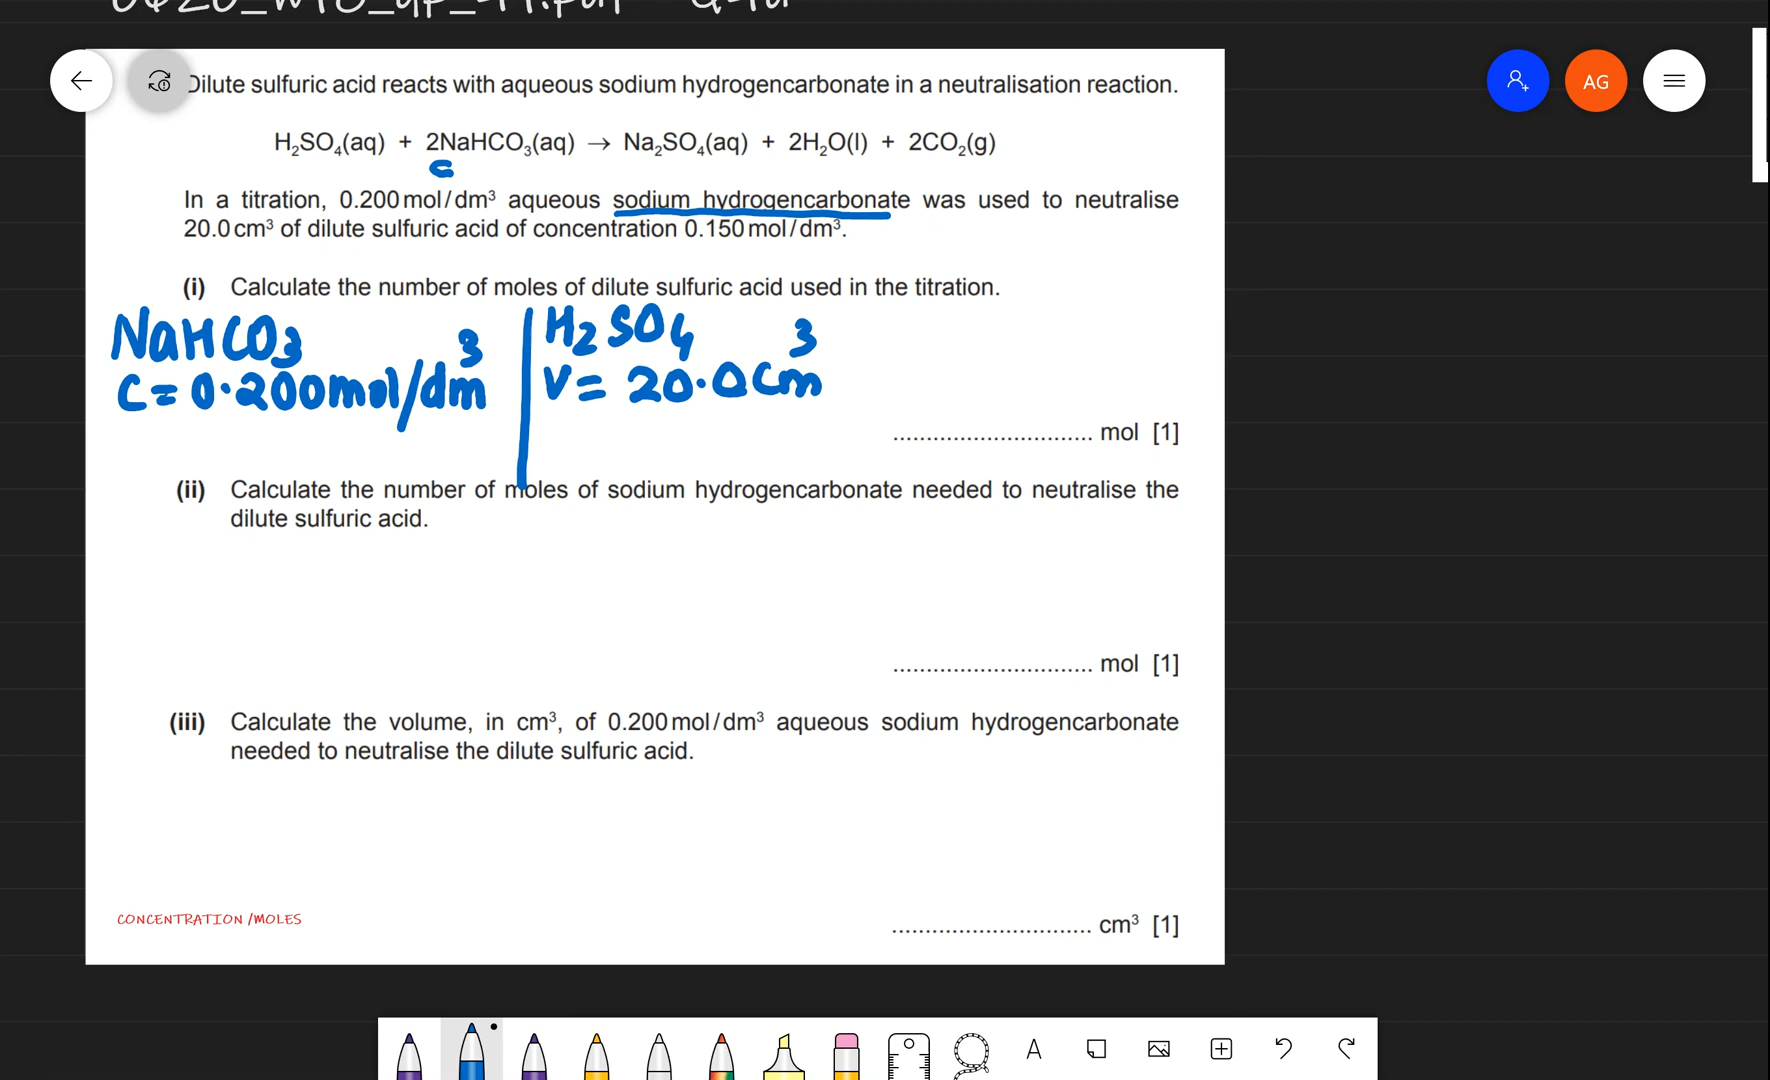 Dilute sulfuric acid reacts with aqueous sodium hydrogencarbonate in a neutralisation reaction.
H₂SO₄(aq) + 2NaHCO₃(aq) → Na₂SO₄(aq) + 2H₂O(l) + 2CO₂(g)
c
In a titration, 0.200 mol/dm³ aqueous sodium hydrogencarbonate was used to neutralise
20.0 cm³ of dilute sulfuric acid of concentration 0.150 mol/dm³.
(i) Calculate the number of moles of dilute sulfuric acid used in the titration.
NaHCO₃
C = 0.200mol/dm³
H₂SO₄
V = 20.0cm³
.............................. mol [1]
(ii) Calculate the number of moles of sodium hydrogencarbonate needed to neutralise the
dilute sulfuric acid.
.............................. mol [1]
(iii) Calculate the volume, in cm³, of 0.200 mol/dm³ aqueous sodium hydrogencarbonate
needed to neutralise the dilute sulfuric acid.
.............................. cm³ [1]
CONCENTRATION /MOLES
AG
A